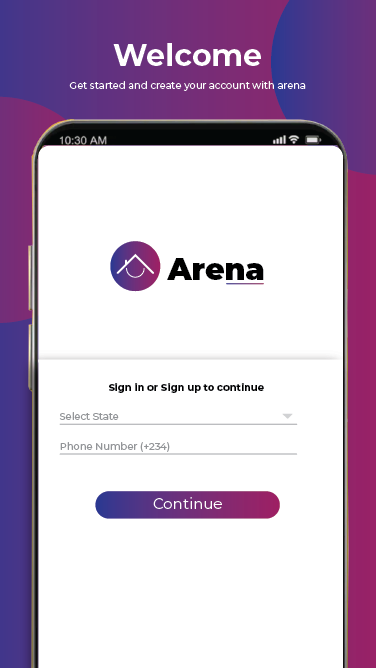 Welcome
Get started and create your account with arena
10:30 AM
Arena
Sign in or Sign up to continue
Select State
Phone Number (+234)
Continue